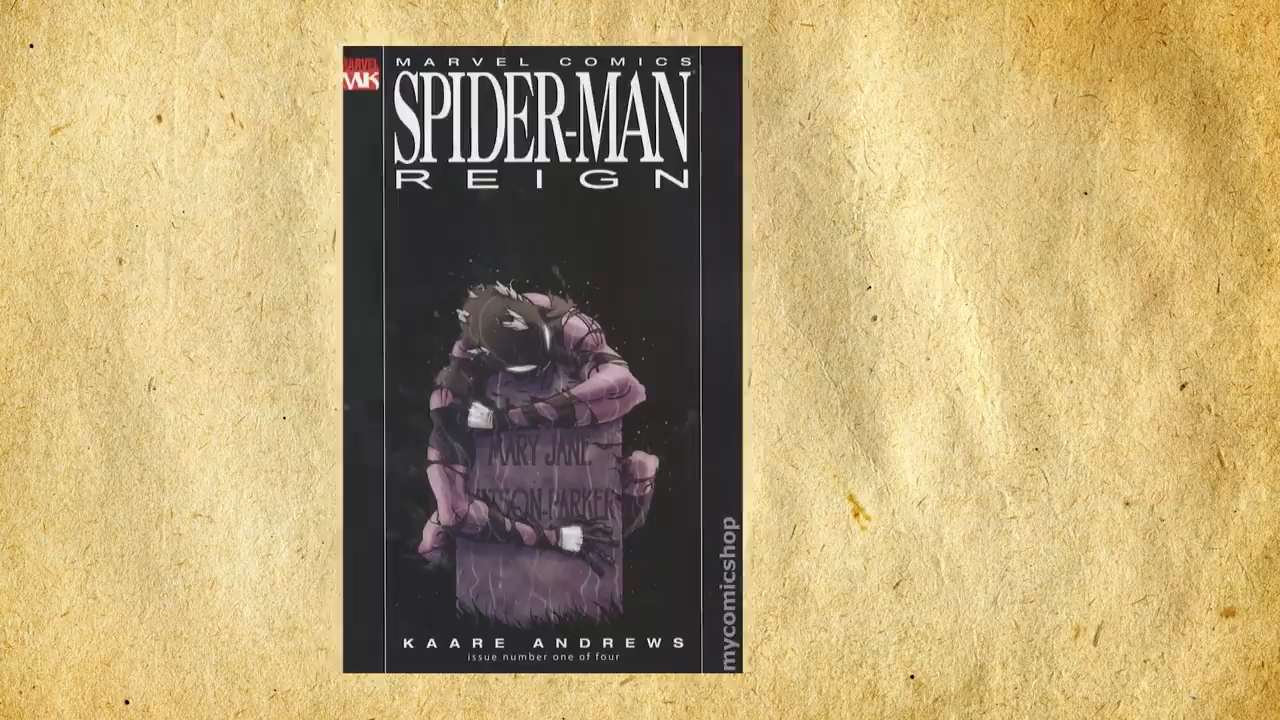 MARVEL
MK
MARVEL COMICS
SPIDER-MAN
REIGN
MARY JANE
WATSON-PARKER
KAARE ANDREWS
issue number one of four
mycomicshop